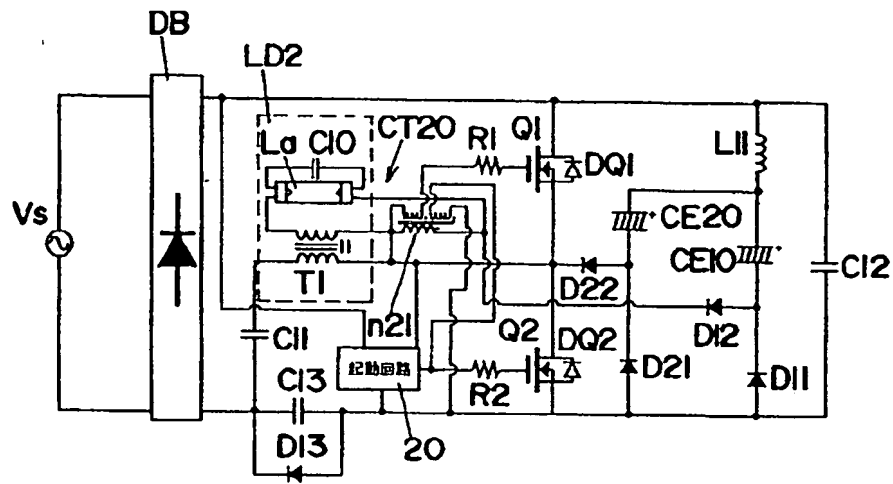 DB
LD2
La
C10
CT20
R1
Q1
DQ1
L11
Vs
CE20
CE10
C12
T1
D22
n21
D12
C11
Q2
DQ2
起動回路
C13
R2
D21
D11
D13
20